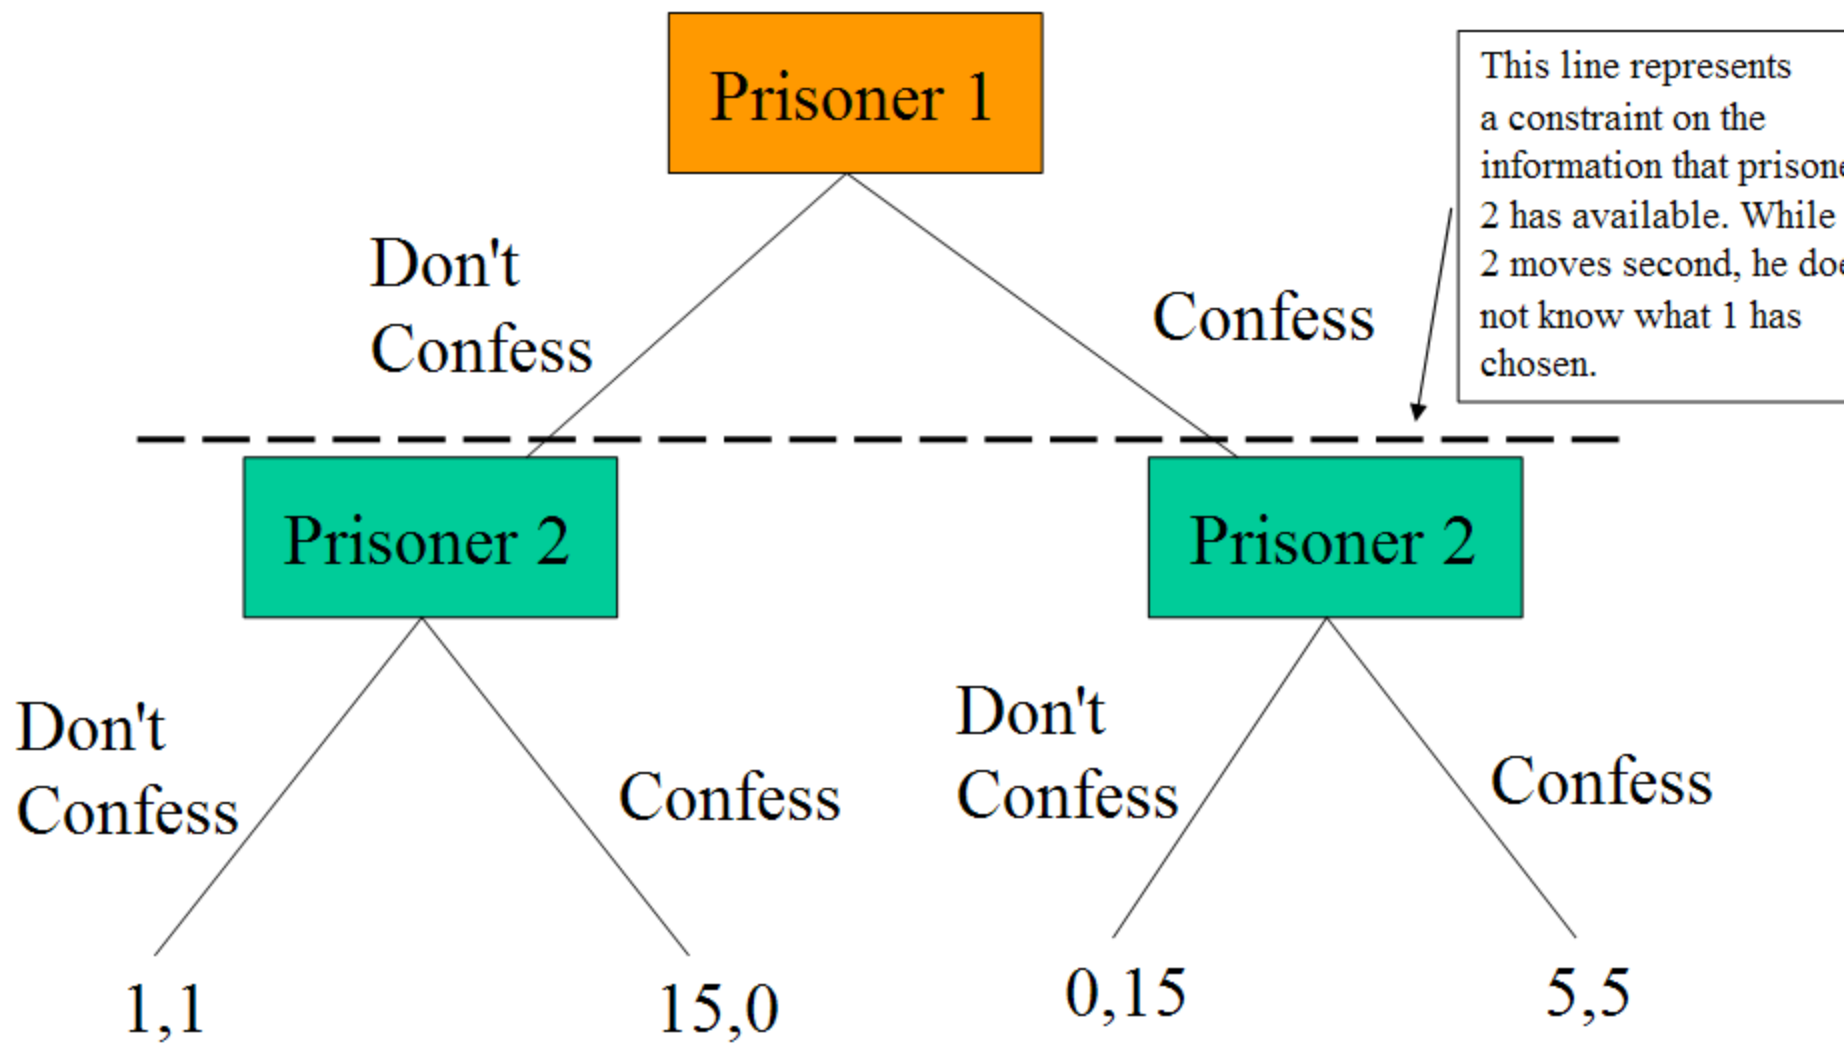 Prisoner 1
This line represents
a constraint on the
information that prisone
2 has available. While
2 moves second, he doe
not know what 1 has
chosen.
Don't
Confess
Confess
Prisoner 2
Prisoner 2
Don't
Confess
Confess
Don't
Confess
Confess
1,1
15,0
0,15
5,5